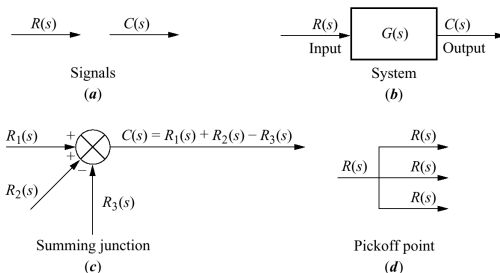 R(s)
C(s)
Signals
(a)
R(s)
Input
G(s)
C(s)
Output
System
(b)
R₁(s)
+
+
−
R₂(s)
R₃(s)
C(s) = R₁(s) + R₂(s) − R₃(s)
Summing junction
(c)
R(s)
R(s)
R(s)
R(s)
Pickoff point
(d)